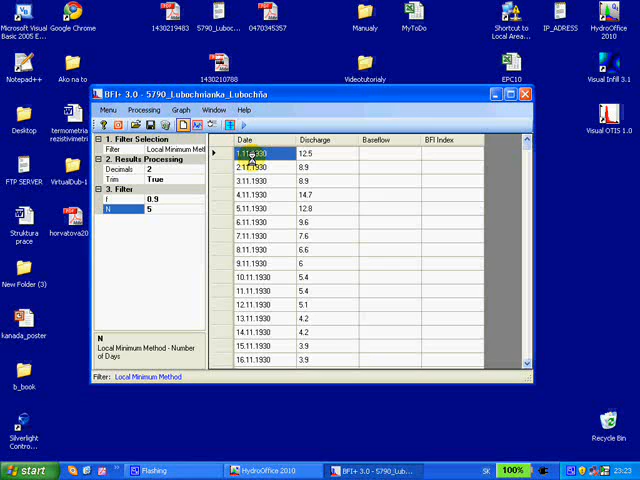 Microsoft Visual
Basic 2005 E...
Google Chrome
1430219483
5790_Luboc...
0470345357
Manualy
MyToDo
Shortcut to
Local Area...
IP_ADRESS
HydroOffice
2010
Notepad++
Ako na to
1430210788
Videotutorialy
EPC10
Visual Infill 3.1
Desktop
termometria
rezistivimetri
Visual OTIS 1.0
FTP SERVER
VirtualDub-1
Struktura
prace
horvatova20
New Folder (3)
kanada_poster
b_book
Silverlight
Contro...
Recycle Bin
BFI+ 3.0 - 5790_Lubochnianka_Lubochňa
Menu Processing Graph Window Help
1. Filter Selection
Filter Local Minimum Meth
2. Results Processing
Decimals 2
Trim True
3. Filter
f 0.9
N 5
N
Local Minimum Method - Number
of Days
Date Discharge Baseflow BFI Index
1.11.1930 12.5
2.11.1930 8.9
3.11.1930 8.9
4.11.1930 14.7
5.11.1930 12.8
6.11.1930 9.6
7.11.1930 7.6
8.11.1930 6.6
9.11.1930 6
10.11.1930 5.4
11.11.1930 5.4
12.11.1930 5.1
13.11.1930 4.2
14.11.1930 4.2
15.11.1930 3.9
16.11.1930 3.9
Filter: Local Minimum Method
start
Flashing
HydroOffice 2010
BFI+ 3.0 - 5790_Lub...
SK
100%
23:23